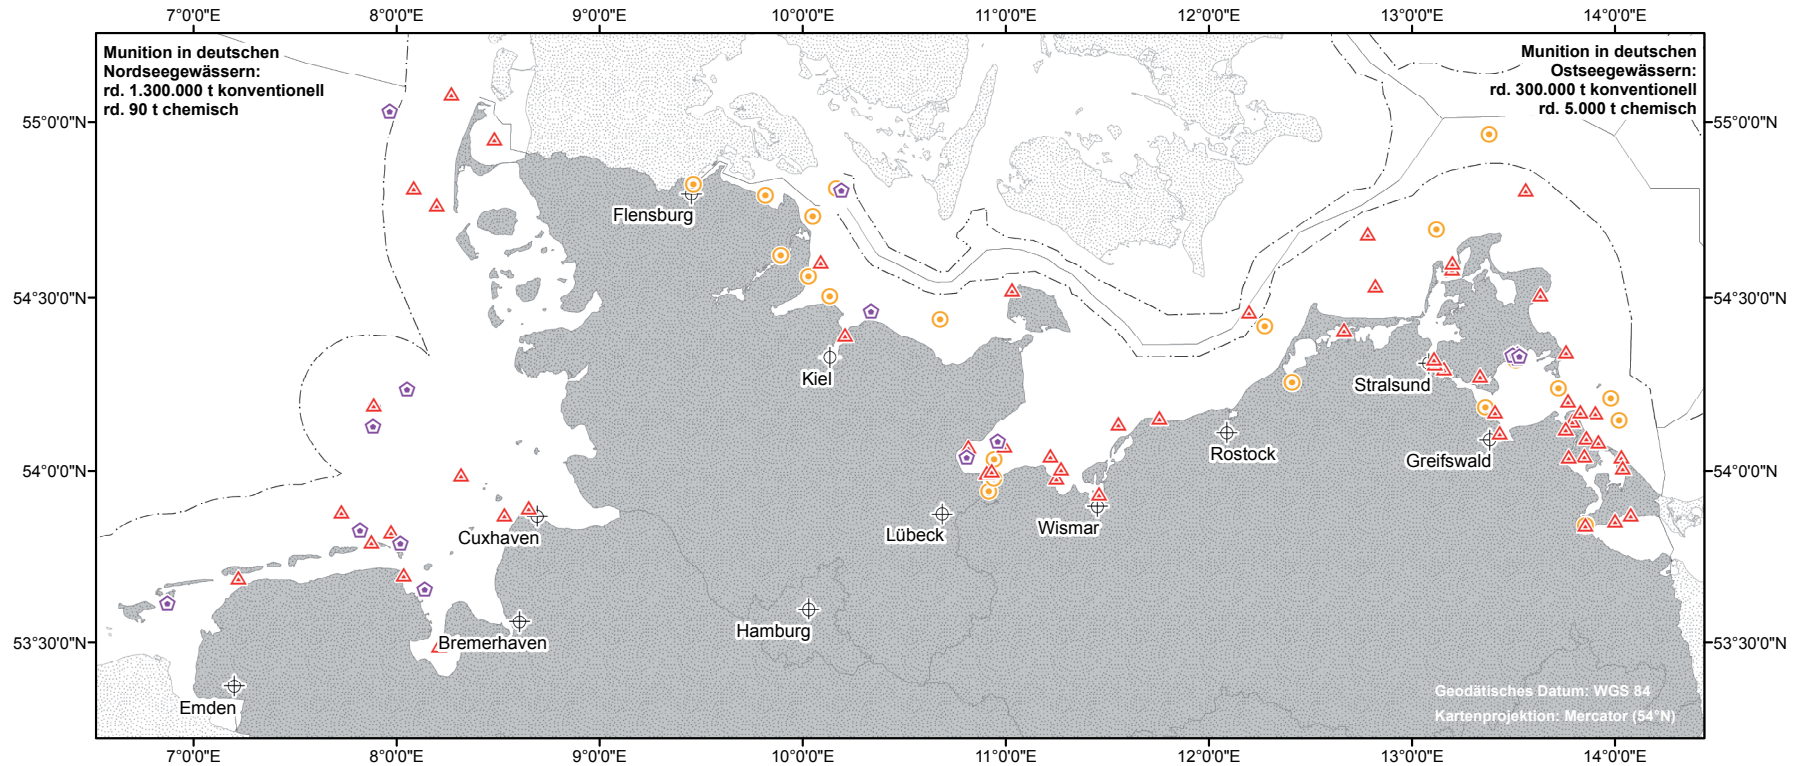 7°0'0"E 8°0'0"E 9°0'0"E 10°0'0"E 11°0'0"E 12°0'0"E 13°0'0"E 14°0'0"E
Munition in deutschen
Nordseegewässern:
rd. 1.300.000 t konventionell
rd. 90 t chemisch
Munition in deutschen
Ostseegewässern:
rd. 300.000 t konventionell
rd. 5.000 t chemisch
55°0'0"N 55°0'0"N
Flensburg
54°30'0"N 54°30'0"N
Kiel
Stralsund
Rostock
Greifswald
54°0'0"N 54°0'0"N
Cuxhaven
Lübeck
Wismar
Hamburg
Bremerhaven
53°30'0"N 53°30'0"N
Emden
Geodätisches Datum: WGS 84
Kartenprojektion: Mercator (54°N)
7°0'0"E 8°0'0"E 9°0'0"E 10°0'0"E 11°0'0"E 12°0'0"E 13°0'0"E 14°0'0"E